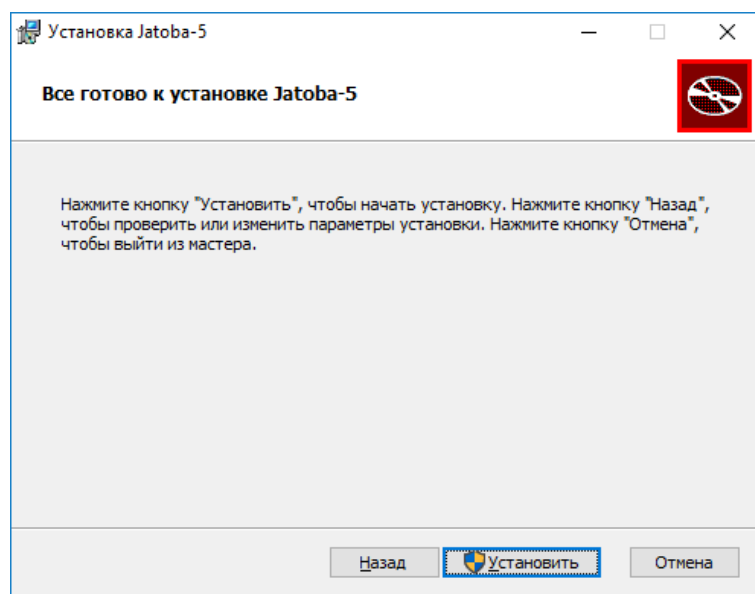 Установка Jatoba-5
Все готово к установке Jatoba-5
Нажмите кнопку "Установить", чтобы начать установку. Нажмите кнопку "Назад",
чтобы проверить или изменить параметры установки. Нажмите кнопку "Отмена",
чтобы выйти из мастера.
Назад
Установить
Отмена